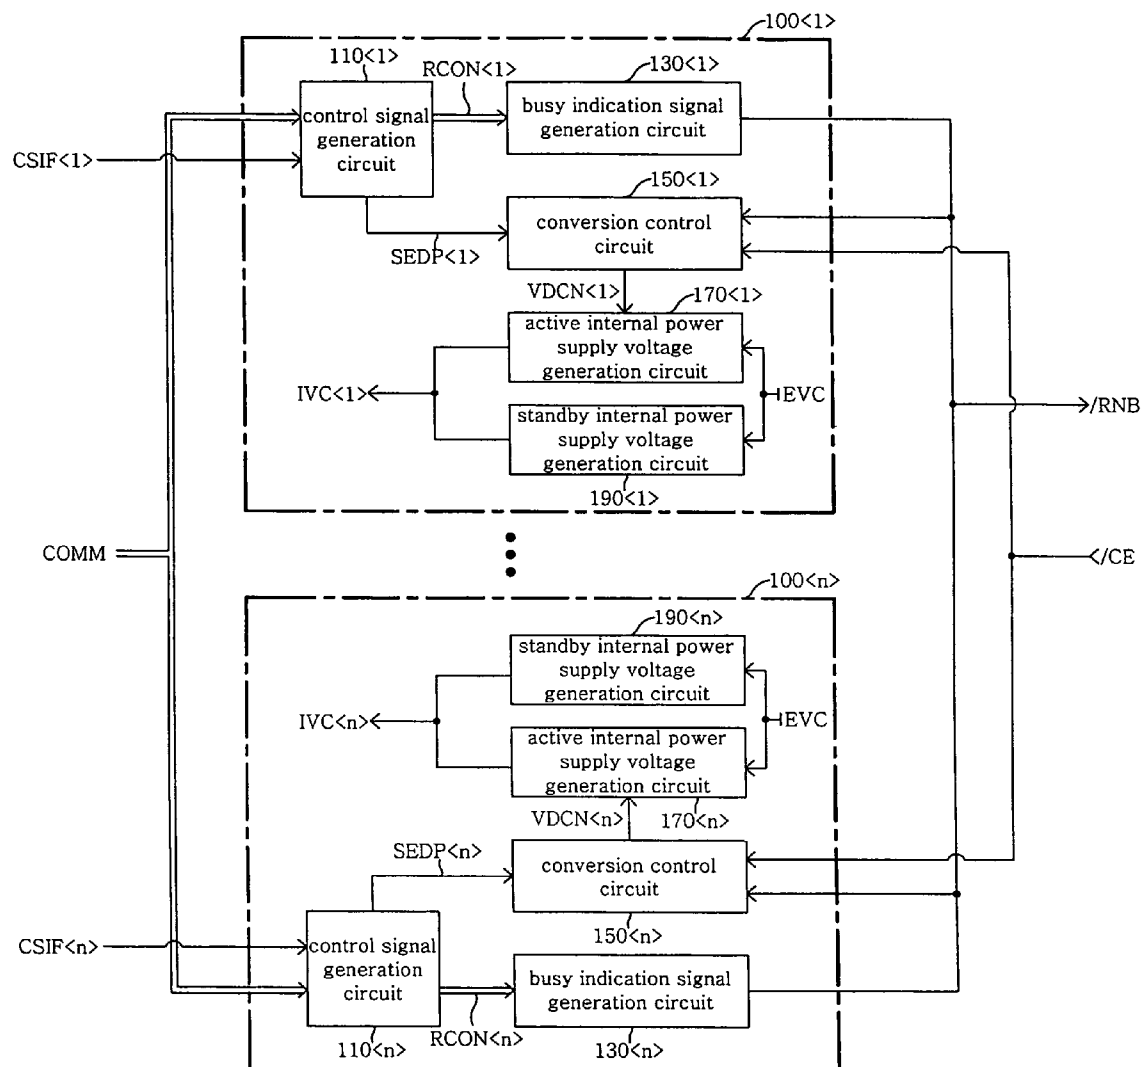 100<1>
110<1>
RCON<1>
130<1>
control signal
generation
circuit
busy indication signal
generation circuit
CSIF<1>
150<1>
conversion control
circuit
SEDP<1>
VDCN<1>
170<1>
active internal power
supply voltage
generation circuit
IVC<1>
EVC
/RNB
standby internal power
supply voltage
generation circuit
190<1>
COMM
/CE
100<n>
190<n>
standby internal power
supply voltage
generation circuit
IVC<n>
EVC
active internal power
supply voltage
generation circuit
VDCN<n>
170<n>
SEDP<n>
conversion control
circuit
150<n>
CSIF<n>
control signal
generation
circuit
busy indication signal
generation circuit
RCON<n>
110<n>
130<n>